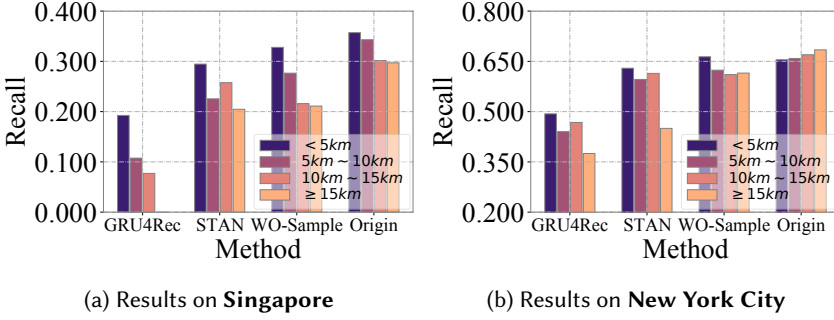 0.400
0.300
0.200
0.100
0.000
Recall
< 5km
5km ~ 10km
10km ~ 15km
≥ 15km
GRU4Rec STAN WO-Sample Origin
Method
(a) Results on Singapore
0.800
0.650
0.500
0.350
0.200
Recall
< 5km
5km ~ 10km
10km ~ 15km
≥ 15km
GRU4Rec STAN WO-Sample Origin
Method
(b) Results on New York City